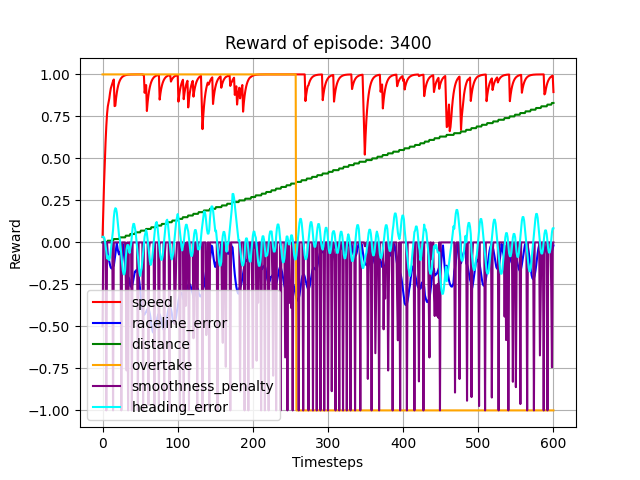 Reward of episode: 3400
Reward
1.00
0.75
0.50
0.25
0.00
−0.25
−0.50
−0.75
−1.00
speed
raceline_error
distance
overtake
smoothness_penalty
heading_error
0 100 200 300 400 500 600
Timesteps